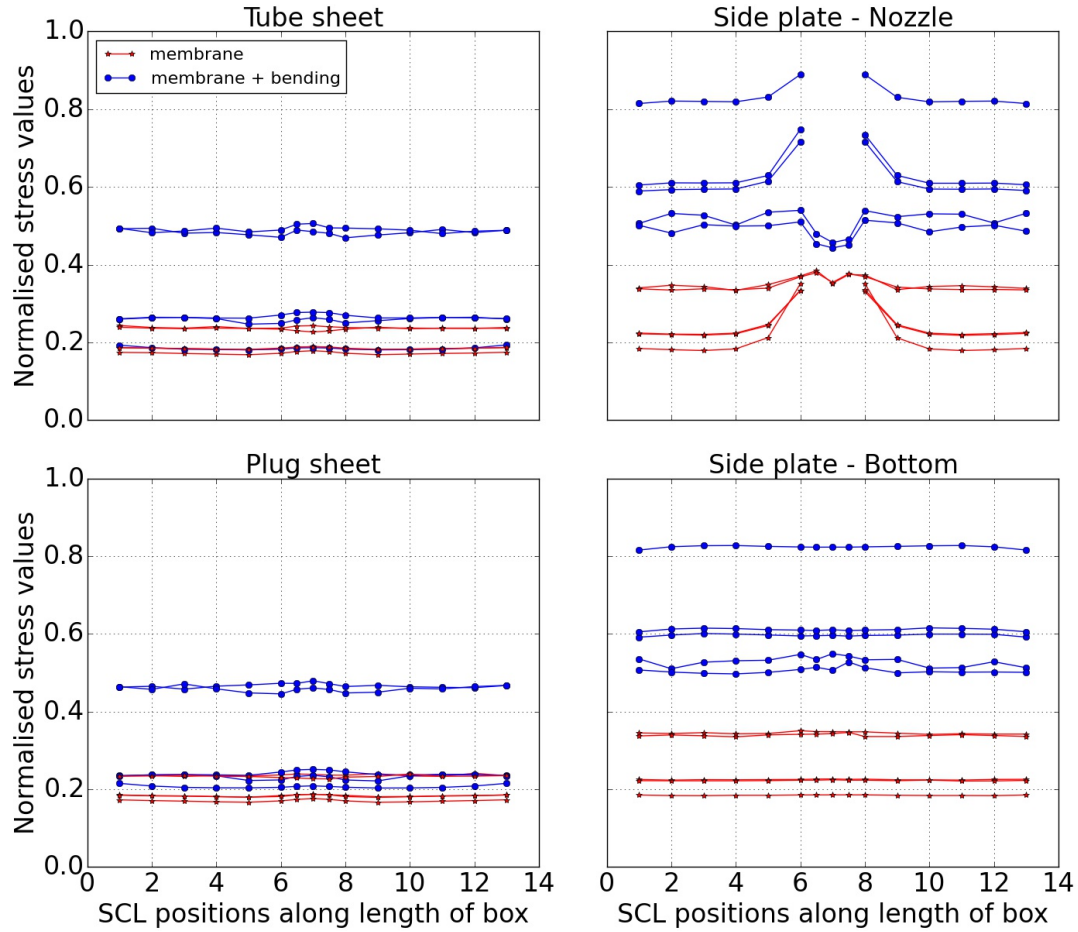 Tube sheet
Side plate - Nozzle
1.0
0.8
0.6
0.4
0.2
0.0
Normalised stress values
membrane
membrane + bending
Plug sheet
Side plate - Bottom
1.0
0.8
0.6
0.4
0.2
0.0
Normalised stress values
0 2 4 6 8 10 12 14
0 2 4 6 8 10 12 14
SCL positions along length of box
SCL positions along length of box